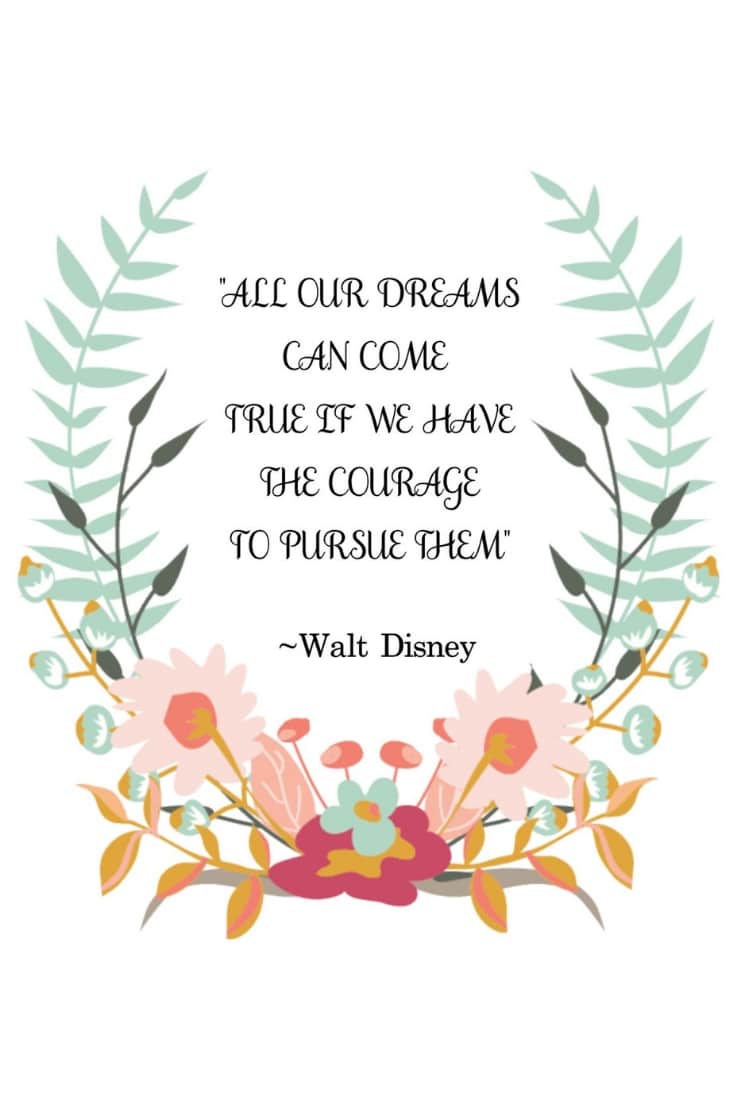 "ALL OUR DREAMS
CAN COME
TRUE IF WE HAVE
THE COURAGE
TO PURSUE THEM"
~Walt Disney